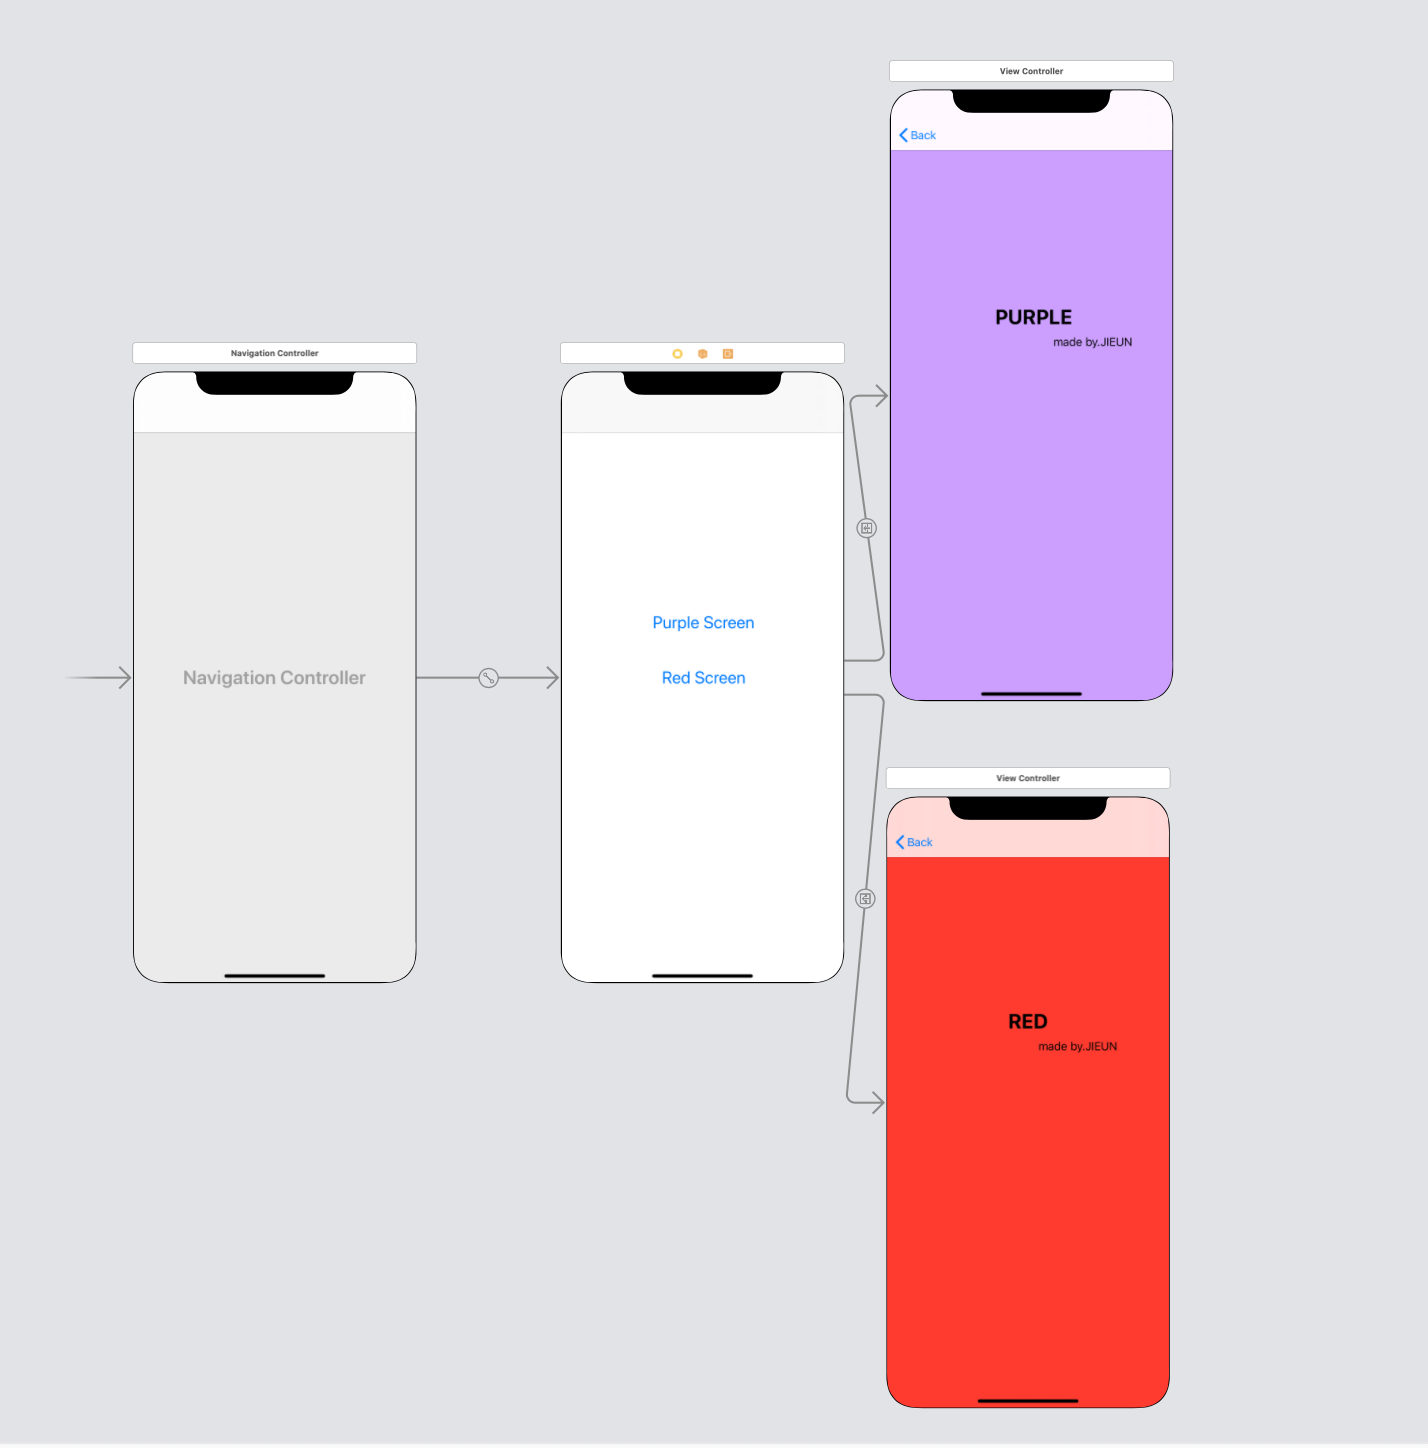 Navigation Controller
Navigation Controller
Purple Screen
Red Screen
View Controller
Back
PURPLE
made by.JIEUN
View Controller
Back
RED
made by.JIEUN